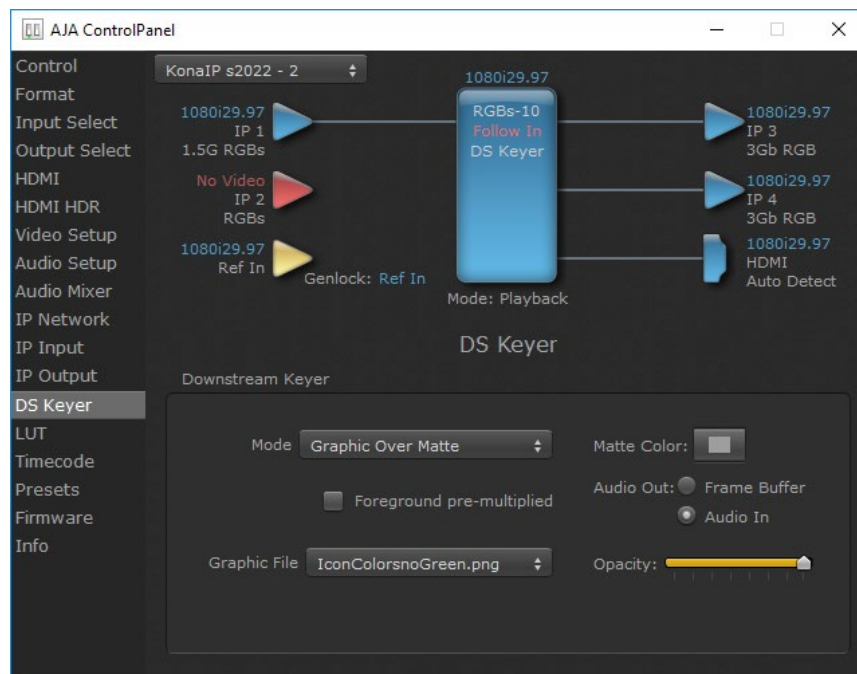 AJA ControlPanel
Control
Format
Input Select
Output Select
HDMI
HDMI HDR
Video Setup
Audio Setup
Audio Mixer
IP Network
IP Input
IP Output
DS Keyer
LUT
Timecode
Presets
Firmware
Info
KonaIP s2022 - 2
1080i29.97
IP 1
1.5G RGBs
No Video
IP 2
RGBs
1080i29.97
Ref In
Genlock: Ref In
1080i29.97
RGBs-10
Follow In
DS Keyer
Mode: Playback
1080i29.97
IP 3
3Gb RGB
1080i29.97
IP 4
3Gb RGB
1080i29.97
HDMI
Auto Detect
DS Keyer
Downstream Keyer
Mode Graphic Over Matte
Matte Color:
Foreground pre-multiplied
Audio Out: Frame Buffer
Audio In
Graphic File IconColorsnoGreen.png
Opacity: